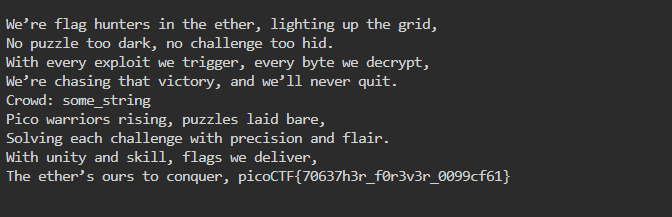 We’re flag hunters in the ether, lighting up the grid,
No puzzle too dark, no challenge too hid.
With every exploit we trigger, every byte we decrypt,
We’re chasing that victory, and we’ll never quit.
Crowd: some_string
Pico warriors rising, puzzles laid bare,
Solving each challenge with precision and flair.
With unity and skill, flags we deliver,
The ether’s ours to conquer, picoCTF{70637h3r_f0r3v3r_0099cf61}